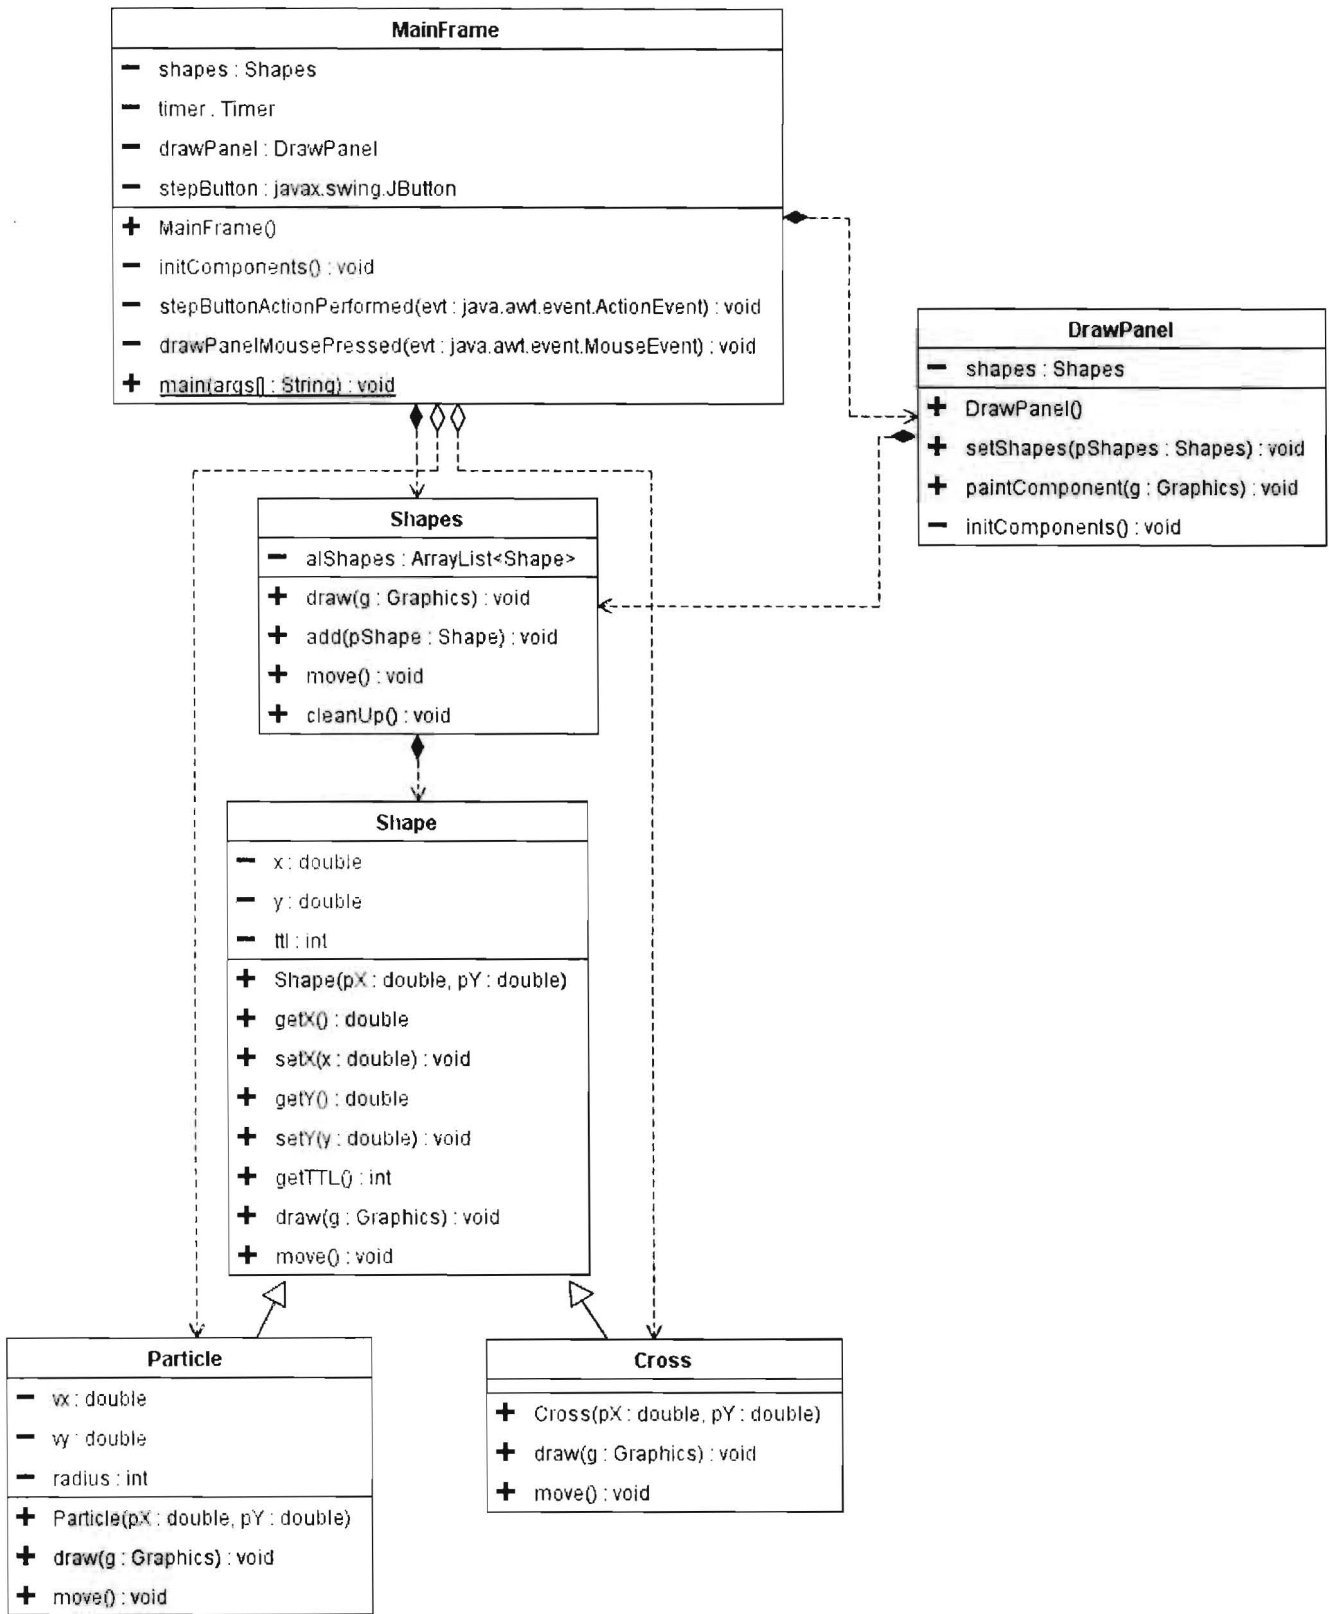 MainFrame
− shapes : Shapes
− timer . Timer
− drawPanel : DrawPanel
− stepButton : javax.swing.JButton
+ MainFrame()
− initComponents() : void
− stepButtonActionPerformed(evt : java.awt.event.ActionEvent) : void
− drawPanelMousePressed(evt : java.awt.event.MouseEvent) : void
+ main(args[] : String) : void
DrawPanel
− shapes : Shapes
+ DrawPanel()
+ setShapes(pShapes : Shapes) : void
+ paintComponent(g : Graphics) : void
− initComponents() : void
Shapes
− alShapes : ArrayList<Shape>
+ draw(g : Graphics) : void
+ add(pShape : Shape) : void
+ move() : void
+ cleanUp() : void
Shape
− x : double
− y : double
− ttl : int
+ Shape(pX : double, pY : double)
+ getX() : double
+ setX(x : double) : void
+ getY() : double
+ setY(y : double) : void
+ getTTL() : int
+ draw(g : Graphics) : void
+ move() : void
Particle
− vx : double
− vy : double
− radius : int
+ Particle(pX : double, pY : double)
+ draw(g : Graphics) : void
+ move() : void
Cross
+ Cross(pX : double, pY : double)
+ draw(g : Graphics) : void
+ move() : void